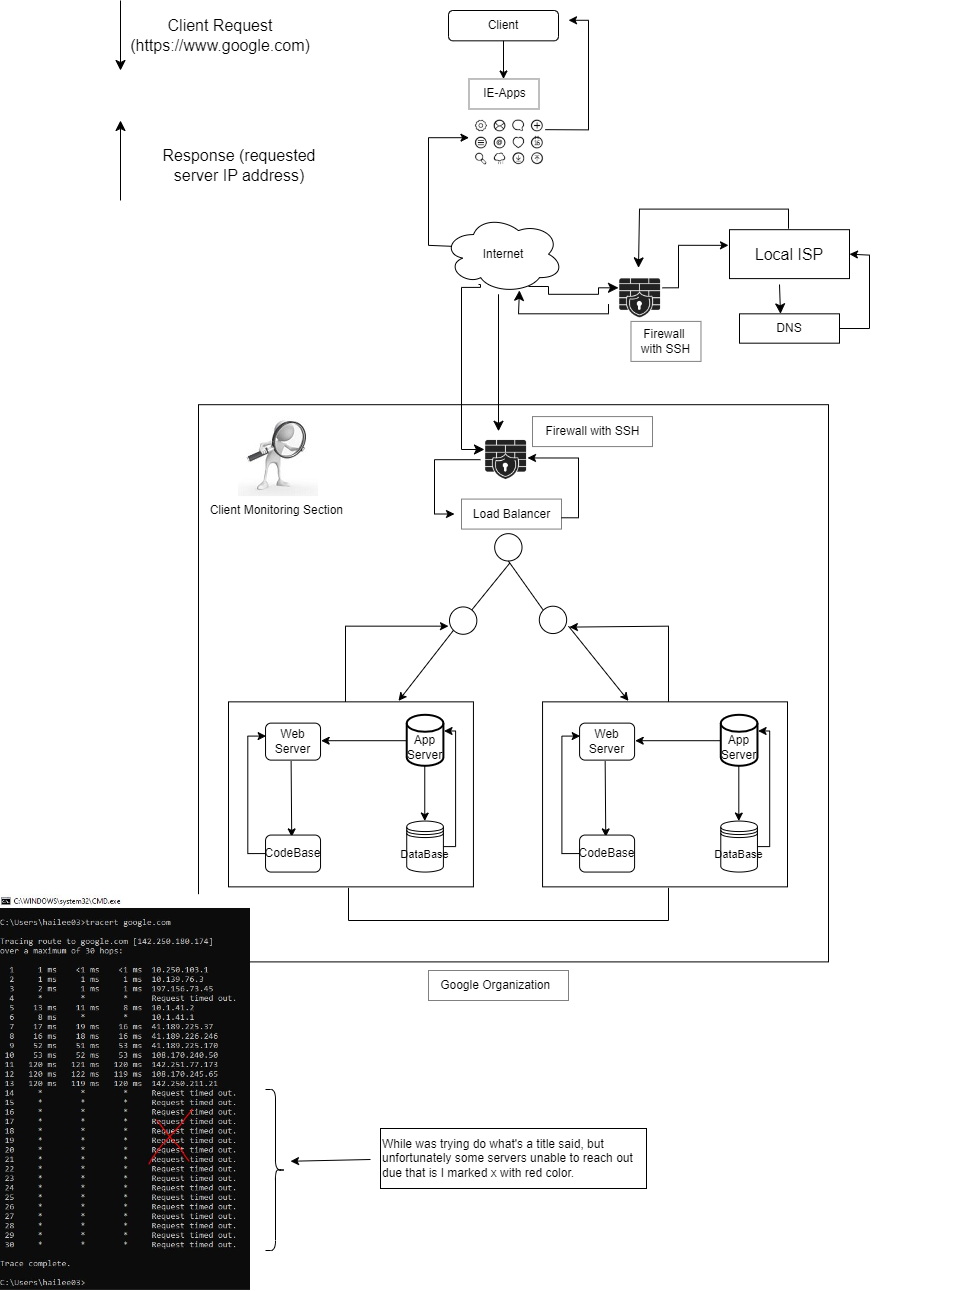 Client Request
(https://www.google.com)
Response (requested
server IP address)
Client
IE-Apps
Internet
Local ISP
DNS
Firewall
with SSH
Firewall with SSH
Client Monitoring Section
Load Balancer
Web
Server
App
Server
CodeBase
DataBase
Web
Server
App
Server
CodeBase
DataBase
Google Organization
C:\WINDOWS\system32\CMD.exe
C:\Users\hailee03>tracert google.com
Tracing route to google.com [142.250.180.174]
over a maximum of 30 hops:
1 1 ms <1 ms <1 ms 10.250.103.1
2 1 ms 1 ms 1 ms 10.139.76.3
3 2 ms 1 ms 1 ms 197.156.73.45
4 * * * Request timed out.
5 13 ms 11 ms 8 ms 10.1.41.2
6 8 ms * * 10.1.41.1
7 17 ms 19 ms 16 ms 41.189.225.37
8 16 ms 18 ms 16 ms 41.189.226.246
9 52 ms 51 ms 53 ms 41.189.225.170
10 53 ms 52 ms 53 ms 108.170.240.50
11 120 ms 121 ms 120 ms 142.251.77.173
12 120 ms 122 ms 119 ms 108.170.245.65
13 120 ms 119 ms 120 ms 142.250.211.21
14 * * * Request timed out.
15 * * * Request timed out.
16 * * * Request timed out.
17 * * * Request timed out.
18 * * * Request timed out.
19 * * * Request timed out.
20 * * * Request timed out.
21 * * * Request timed out.
22 * * * Request timed out.
23 * * * Request timed out.
24 * * * Request timed out.
25 * * * Request timed out.
26 * * * Request timed out.
27 * * * Request timed out.
28 * * * Request timed out.
29 * * * Request timed out.
30 * * * Request timed out.
Trace complete.
C:\Users\hailee03>
While was trying do what's a title said, but
unfortunately some servers unable to reach out
due that is I marked x with red color.